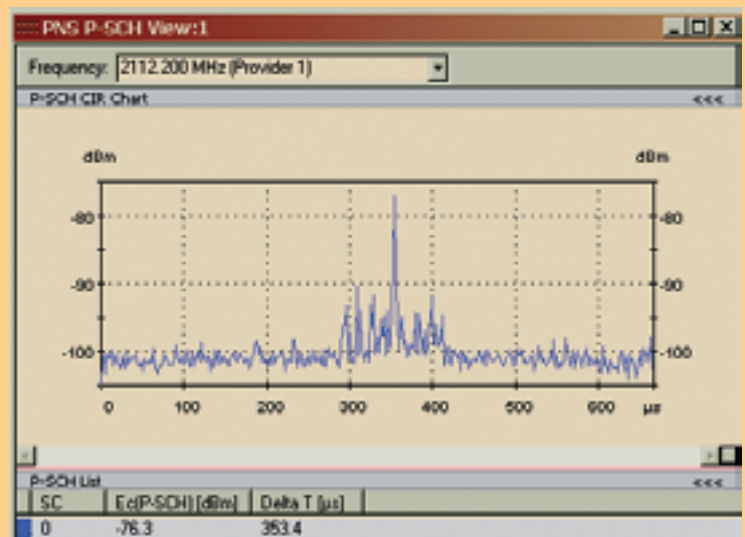 PNS P-SCH View:1
Frequency: 2112.200 MHz (Provider 1)
P-SCH CIR Chart <<<
dBm dBm
-80 -80
-90 -90
-100 -100
0 100 200 300 400 500 600 µs
P-SCH List <<<
SC Ec(P-SCH) [dBm] Delta T [µs]
0 -76.3 353.4